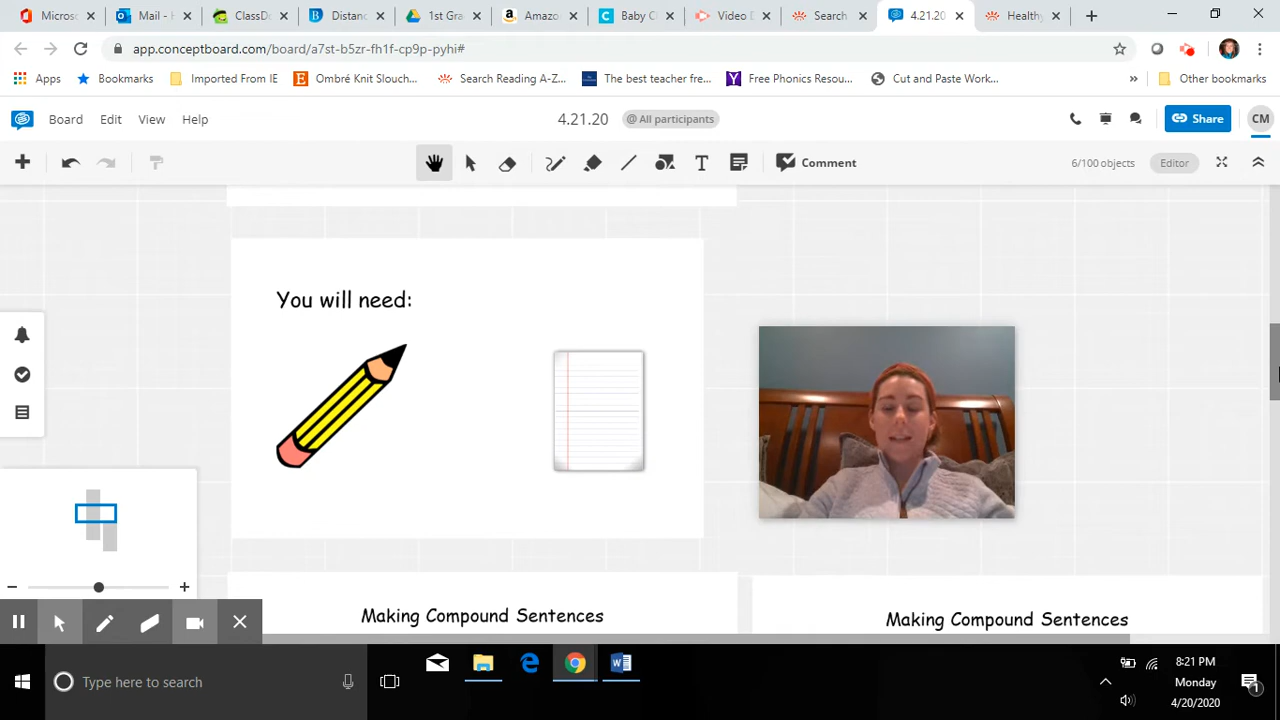 Microso
Mail - H
ClassDo
Distanc
1st Gra
Amazo
Baby Cl
Video D
Search
4.21.20
Healthy
app.conceptboard.com/board/a7st-b5zr-fh1f-cp9p-pyhi#
Apps
Bookmarks
Imported From IE
Ombré Knit Slouch...
Search Reading A-Z...
The best teacher fre...
Free Phonics Resou...
Cut and Paste Work...
Other bookmarks
Board
Edit
View
Help
4.21.20
@ All participants
Share
CM
Comment
6/100 objects
Editor
You will need:
Making Compound Sentences
Making Compound Sentences
Type here to search
8:21 PM
Monday
4/20/2020
1